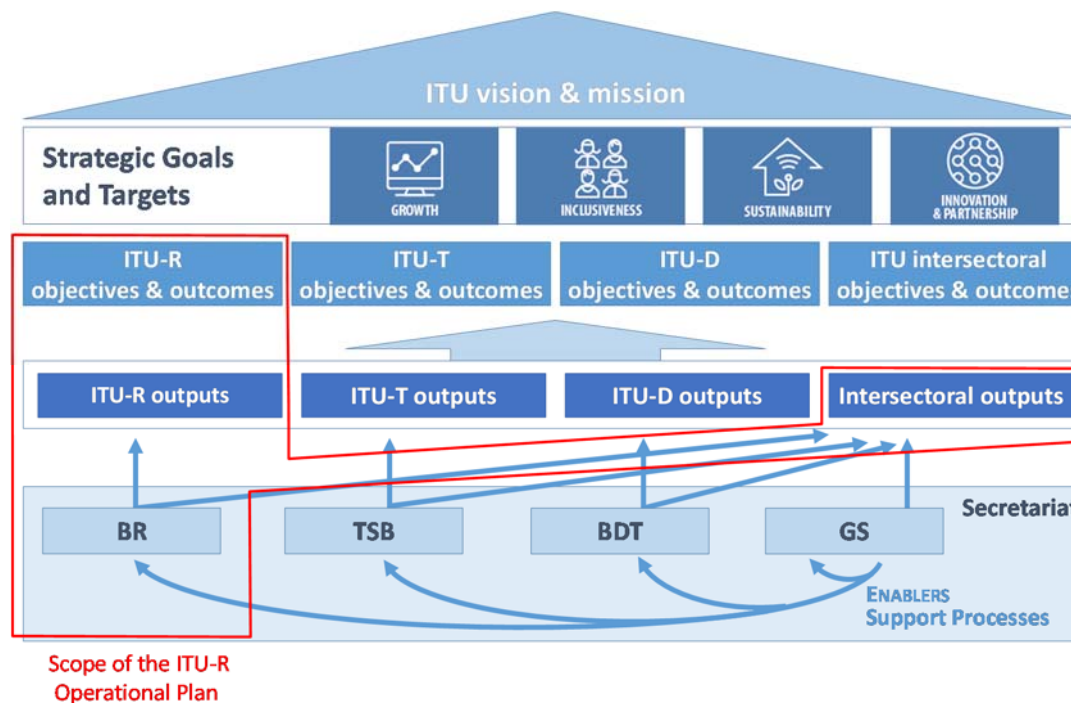 ITU vision & mission
Strategic Goals
and Targets
GROWTH
INCLUSIVENESS
SUSTAINABILITY
INNOVATION
& PARTNERSHIP
ITU-R
objectives & outcomes
ITU-T
objectives & outcomes
ITU-D
objectives & outcomes
ITU intersectoral
objectives & outcome
ITU-R outputs
ITU-T outputs
ITU-D outputs
Intersectoral outputs
Secretariat
BR
TSB
BDT
GS
ENABLERS
Support Processes
Scope of the ITU-R
Operational Plan